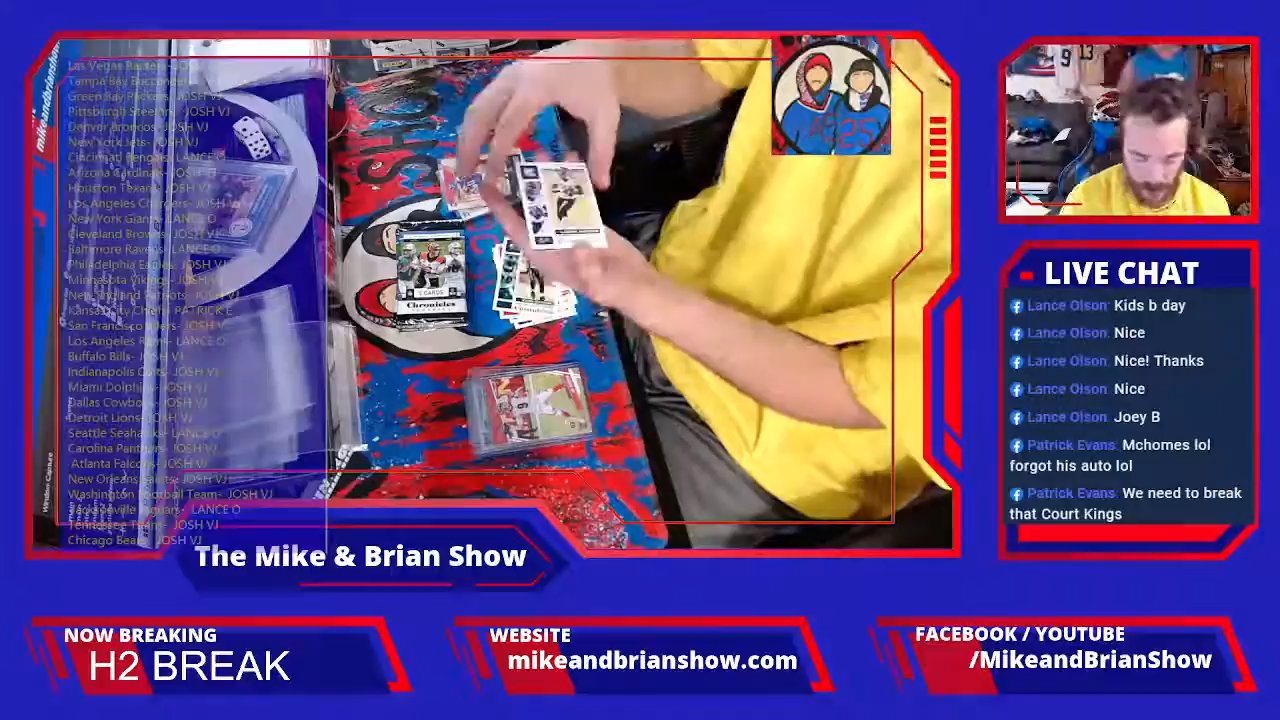 Las Vegas Raiders- JOSH VJ
Tampa Bay Buccaneers-
Green Bay Packers- JOSH VJ
Pittsburgh Steelers- JOSH VJ
Denver Broncos- JOSH VJ
New York Jets- JOSH VJ
Cincinnati Bengals- LANCE O
Arizona Cardinals- JOSH VJ
Houston Texans- JOSH VJ
Los Angeles Chargers- JOSH VJ
New York Giants- LANCE O
Cleveland Browns- JOSH VJ
Baltimore Ravens- LANCE O
Philadelphia Eagles- JOSH VJ
Minnesota Vikings- JOSH VJ
New England Patriots- JOSH VJ
Kansas City Chiefs- PATRICK E
San Francisco 49ers- JOSH VJ
Los Angeles Rams- LANCE O
Buffalo Bills- JOSH VJ
Indianapolis Colts- JOSH VJ
Miami Dolphins- JOSH VJ
Dallas Cowboys- JOSH VJ
Detroit Lions- JOSH VJ
Seattle Seahawks- LANCE O
Carolina Panthers- JOSH VJ
Atlanta Falcons- JOSH VJ
New Orleans Saints- JOSH VJ
Washington Football Team- JOSH VJ
Jacksonville Jaguars- LANCE O
Tennessee Titans- JOSH VJ
Chicago Bears- JOSH VJ
mikeandbrianshow
Window Capture
5 CARDS
Chronicles
The Mike & Brian Show
LIVE CHAT
Lance Olson: Kids b day
Lance Olson: Nice
Lance Olson: Nice! Thanks
Lance Olson: Nice
Lance Olson: Joey B
Patrick Evans: Mchomes lol
forgot his auto lol
Patrick Evans: We need to break
that Court Kings
NOW BREAKING
H2 BREAK
WEBSITE
mikeandbrianshow.com
FACEBOOK / YOUTUBE
/MikeandBrianShow